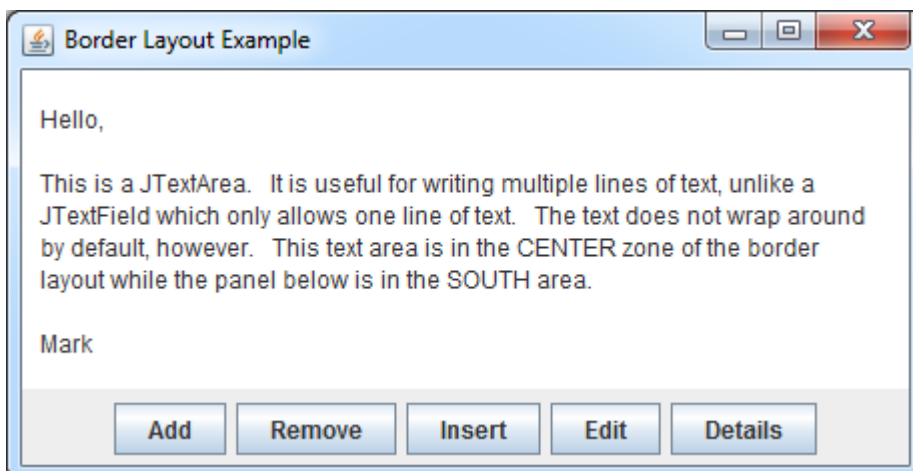 Border Layout Example
Hello,
This is a JTextArea.   It is useful for writing multiple lines of text, unlike a
JTextField which only allows one line of text.   The text does not wrap around
by default, however.   This text area is in the CENTER zone of the border
layout while the panel below is in the SOUTH area.
Mark
Add Remove Insert Edit Details